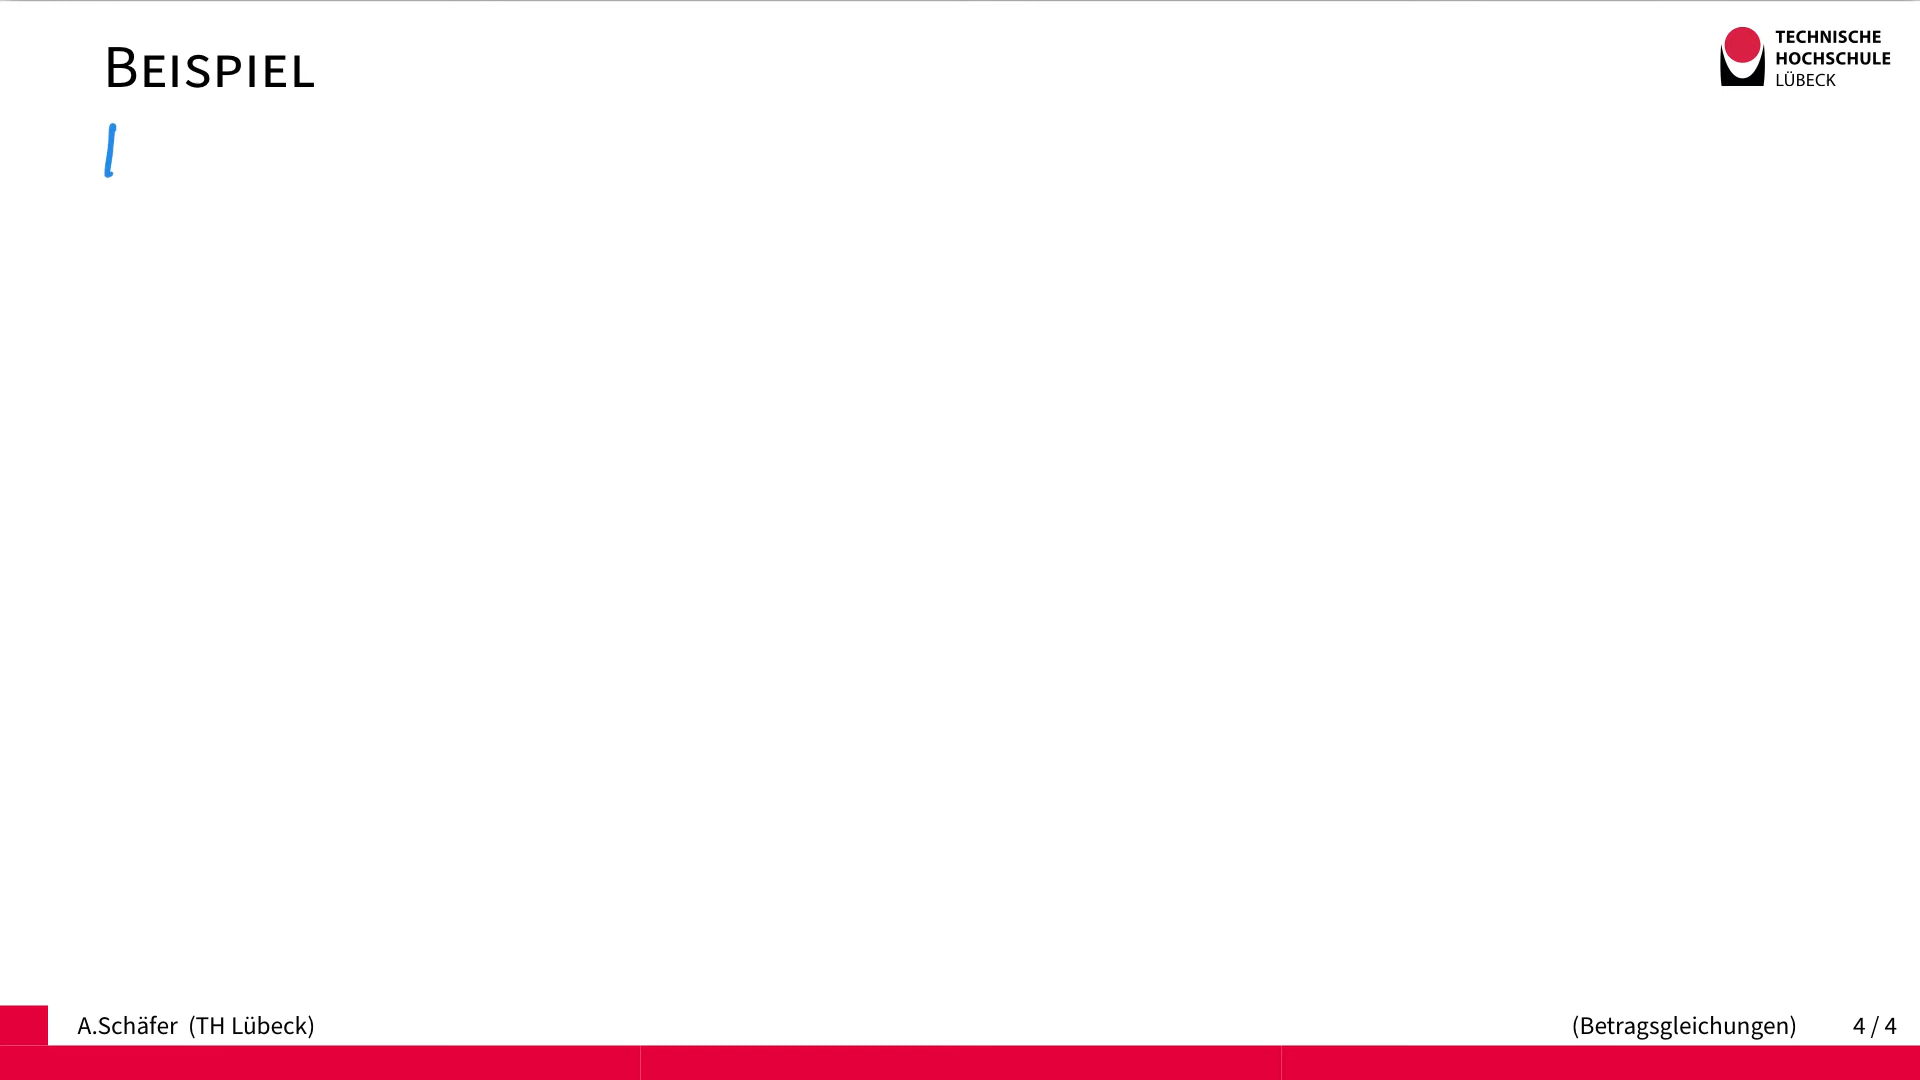 BEISPIEL
TECHNISCHE
HOCHSCHULE
LÜBECK
|
A.Schäfer (TH Lübeck)
(Betragsgleichungen)
4 / 4